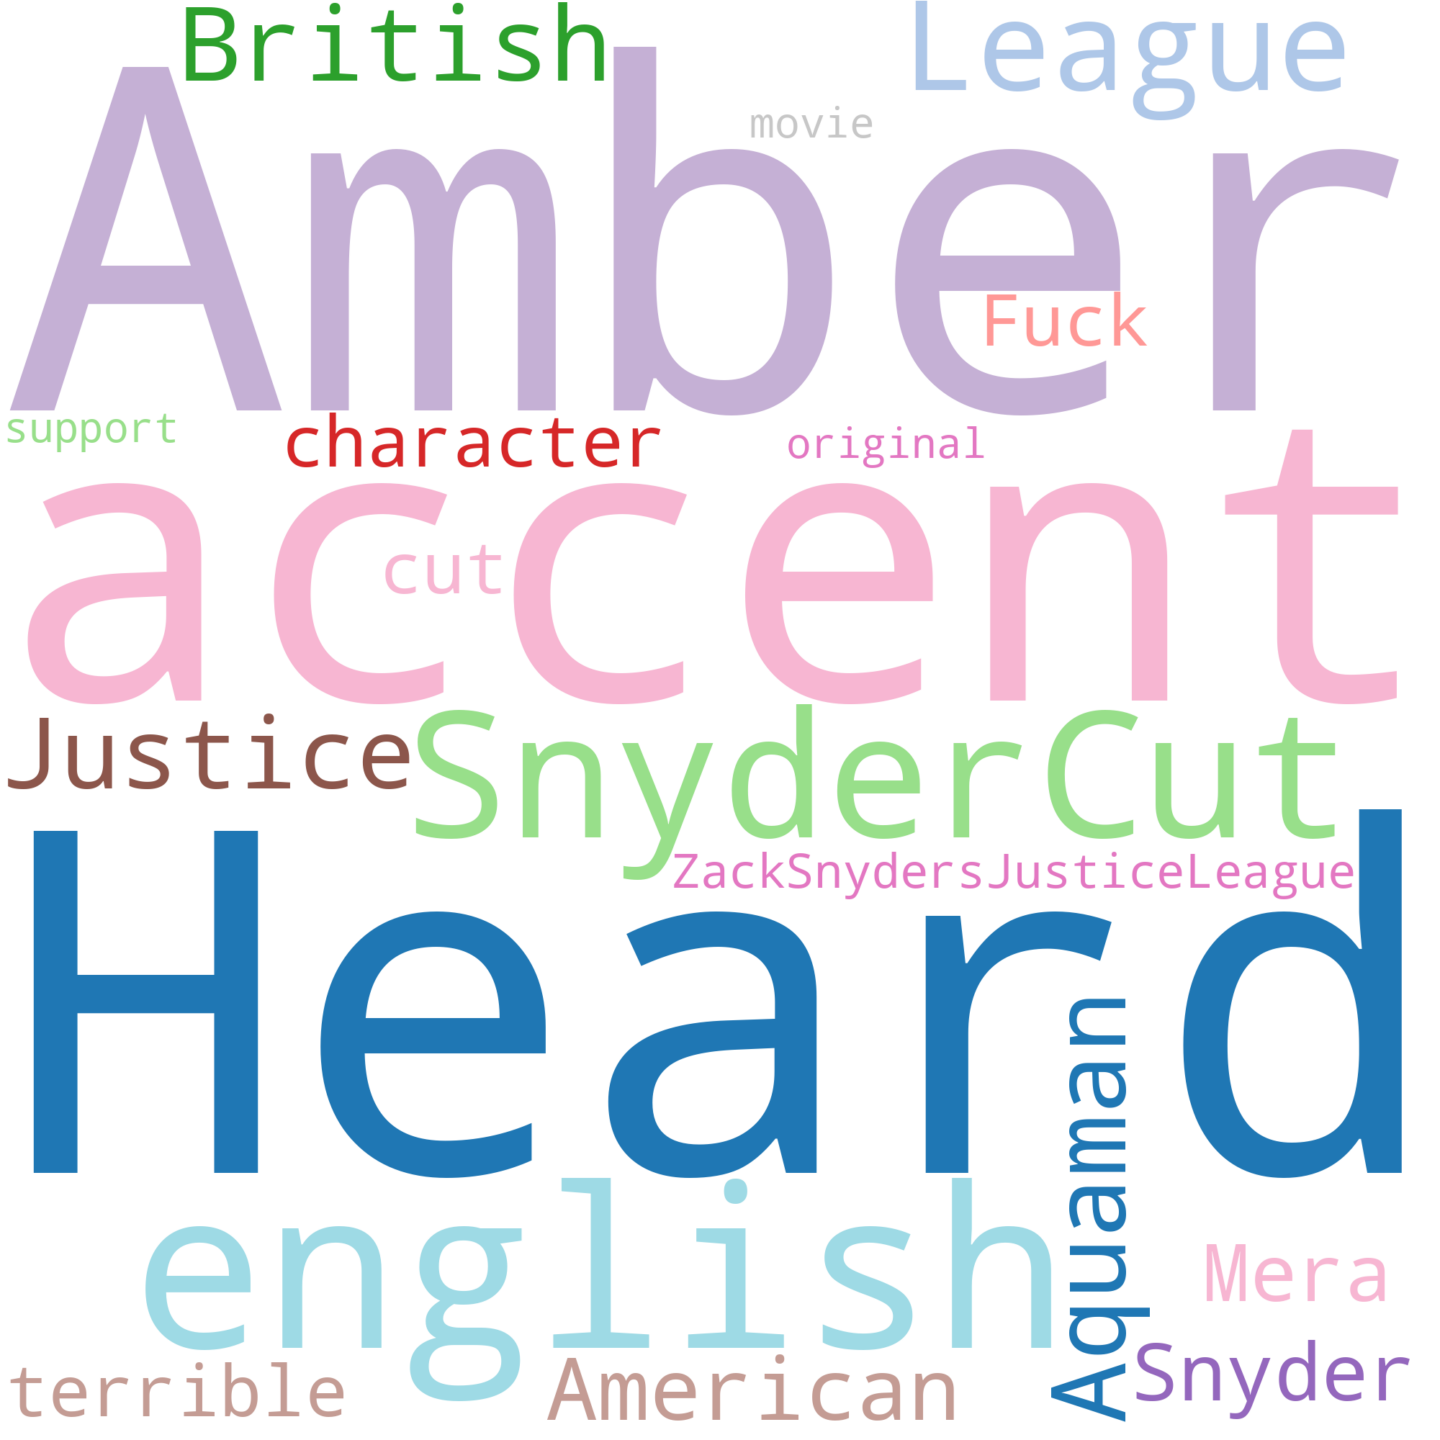 British
League
movie
Amber
Fuck
support
character
original
accent
cut
Justice
SnyderCut
ZackSnydersJusticeLeague
Heard
Aquaman
english
Mera
Snyder
terrible
American